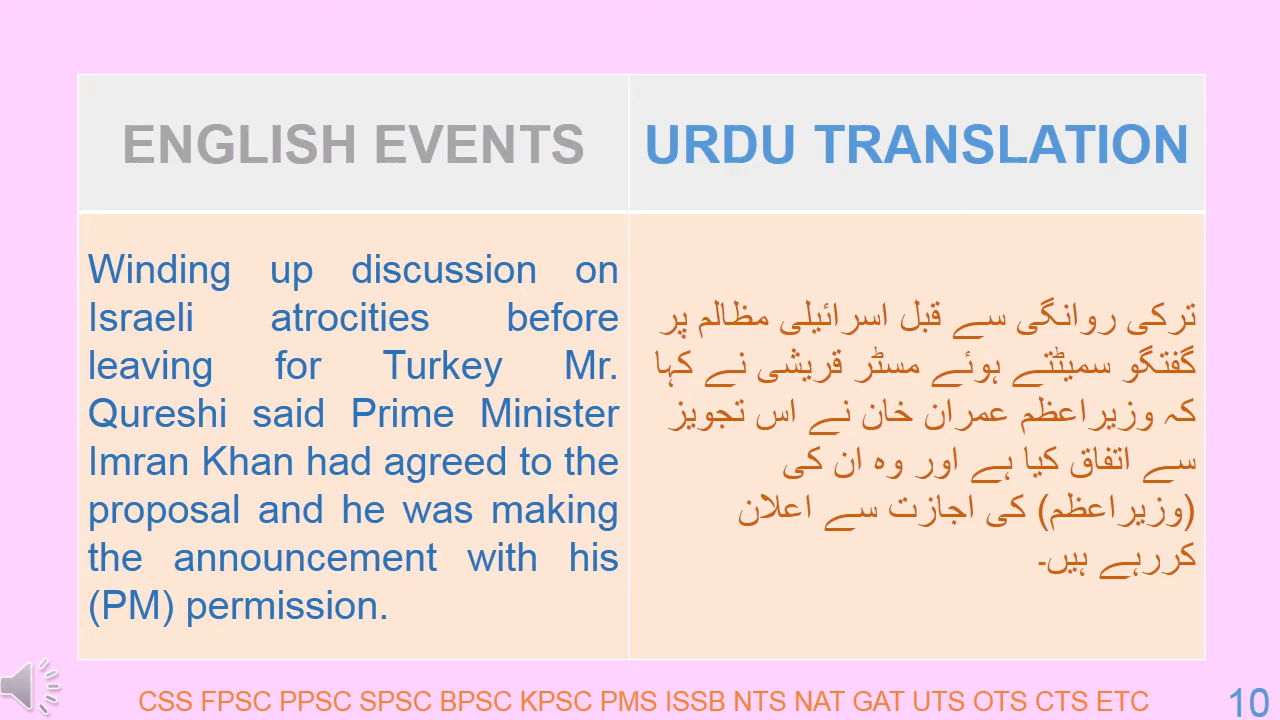 ENGLISH EVENTS
URDU TRANSLATION
Winding up discussion on
Israeli atrocities before
leaving for Turkey Mr.
Qureshi said Prime Minister
Imran Khan had agreed to the
proposal and he was making
the announcement with his
(PM) permission.
ترکی روانگی سے قبل اسرائیلی مظالم پر
گفتگو سمیٹتے ہوئے مسٹر قریشی نے کہا
کہ وزیراعظم عمران خان نے اس تجویز
سے اتفاق کیا ہے اور وہ ان کی
(وزیراعظم) کی اجازت سے اعلان
کررہے ہیں۔
CSS FPSC PPSC SPSC BPSC KPSC PMS ISSB NTS NAT GAT UTS OTS CTS ETC
10